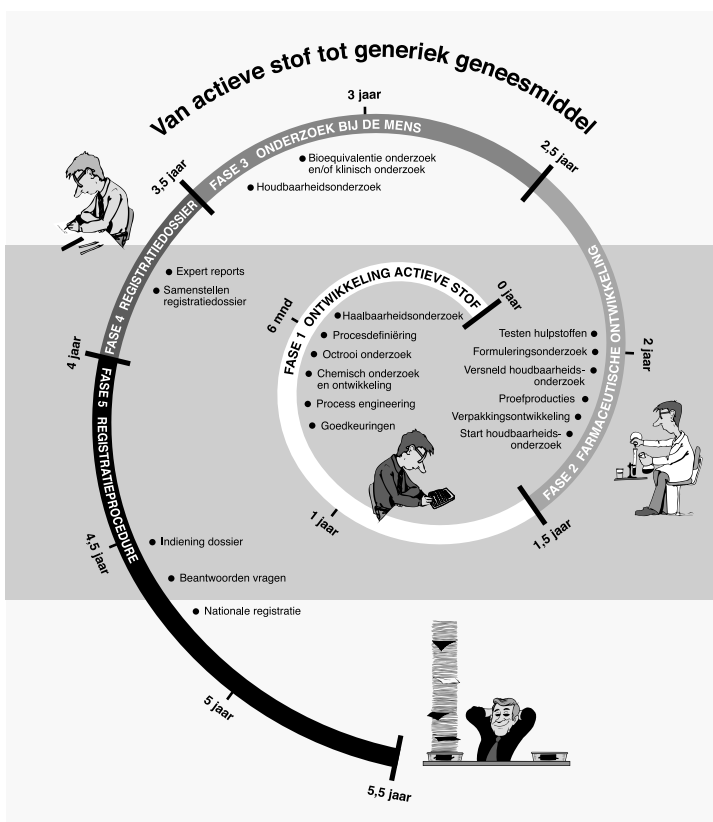 Van actieve stof tot generiek geneesmiddel
0 jaar
FASE 1 ONTWIKKELING ACTIEVE STOF
6 mnd
• Haalbaarheidsonderzoek
• Procesdefiniëring
• Octrooi onderzoek
• Chemisch onderzoek
en ontwikkeling
• Process engineering
• Goedkeuringen
1 jaar
1,5 jaar
FASE 2 FARMACEUTISCHE ONTWIKKELING
Testen hulpstoffen •
Formuleringsonderzoek •
Versneld houdbaarheids- •
onderzoek
Proefproducties •
Verpakkingsontwikkeling •
Start houdbaarheids- •
onderzoek
2 jaar
2,5 jaar
FASE 3 ONDERZOEK BIJ DE MENS
• Bioequivalentie onderzoek
en/of klinisch onderzoek
• Houdbaarheidsonderzoek
3 jaar
3,5 jaar
FASE 4 REGISTRATIEDOSSIER
• Expert reports
• Samenstellen
registratiedossier
4 jaar
FASE 5 REGISTRATIEPROCEDURE
• Indiening dossier
• Beantwoorden vragen
• Nationale registratie
4,5 jaar
5 jaar
5,5 jaar